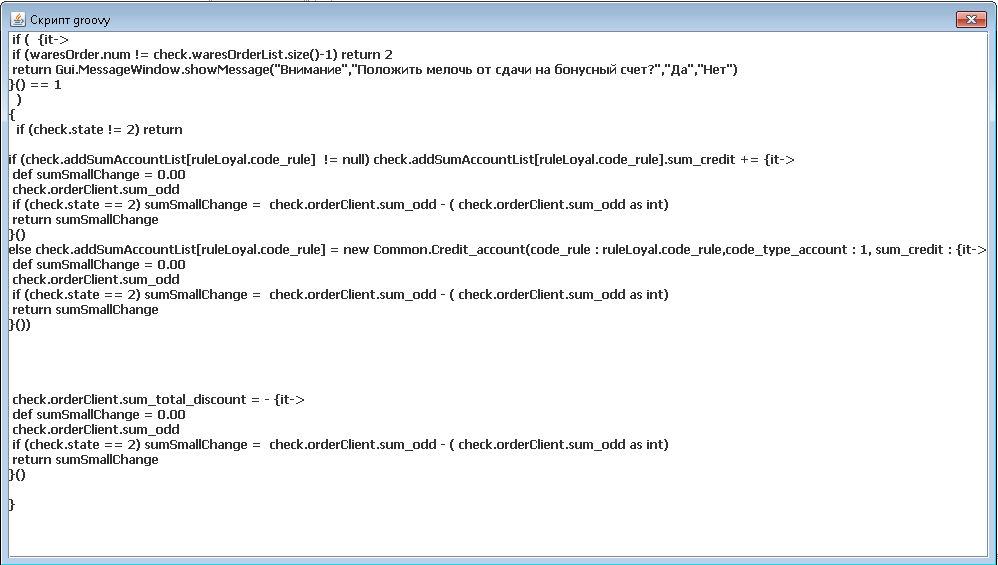 Скрипт groovy
if (  {it->
if (waresOrder.num != check.waresOrderList.size()-1) return 2
return Gui.MessageWindow.showMessage("Внимание","Положить мелочь от сдачи на бонусный счет?","Да","Нет")
}() == 1
)
{
if (check.state != 2) return
if (check.addSumAccountList[ruleLoyal.code_rule]  != null) check.addSumAccountList[ruleLoyal.code_rule].sum_credit += {it->
def sumSmallChange = 0.00
check.orderClient.sum_odd
if (check.state == 2) sumSmallChange =  check.orderClient.sum_odd - ( check.orderClient.sum_odd as int)
return sumSmallChange
}()
else check.addSumAccountList[ruleLoyal.code_rule] = new Common.Credit_account(code_rule : ruleLoyal.code_rule,code_type_account : 1, sum_credit : {it->
def sumSmallChange = 0.00
check.orderClient.sum_odd
if (check.state == 2) sumSmallChange =  check.orderClient.sum_odd - ( check.orderClient.sum_odd as int)
return sumSmallChange
}())
check.orderClient.sum_total_discount = - {it->
def sumSmallChange = 0.00
check.orderClient.sum_odd
if (check.state == 2) sumSmallChange =  check.orderClient.sum_odd - ( check.orderClient.sum_odd as int)
return sumSmallChange
}()
}